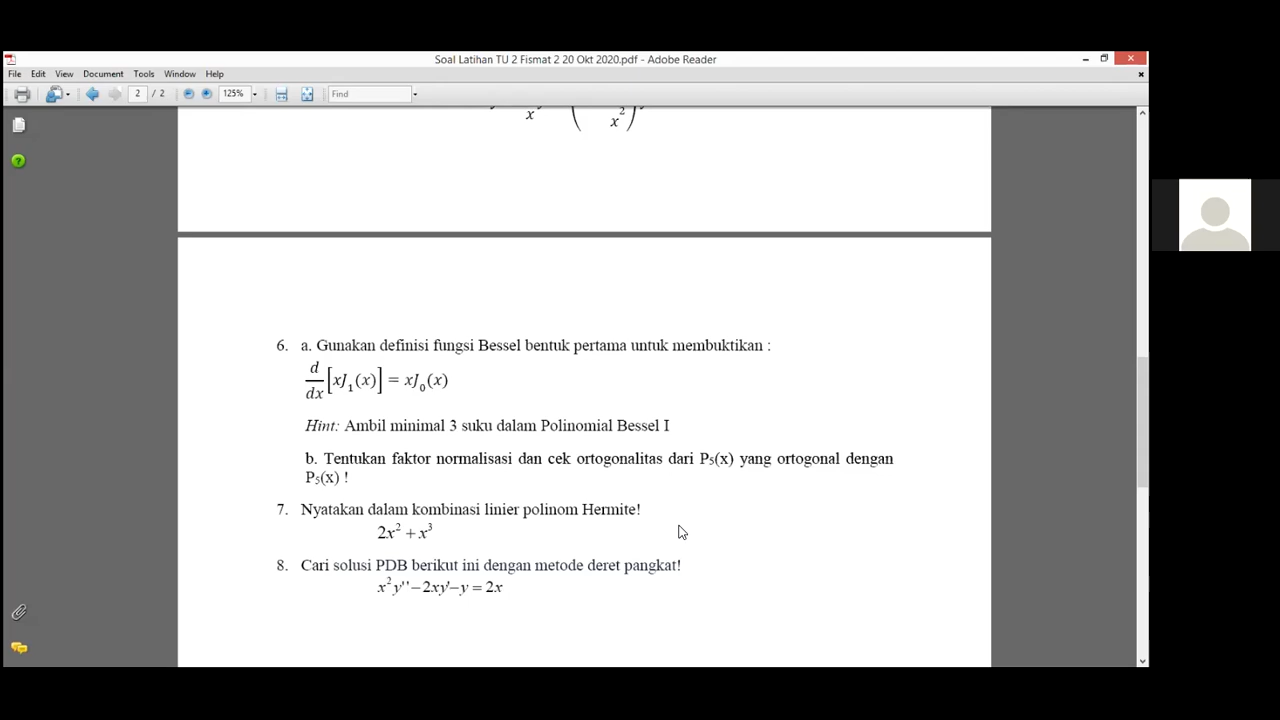 Soal Latihan TU 2 Fismat 2 20 Okt 2020.pdf - Adobe Reader
File Edit View Document Tools Window Help
2 / 2 125% Find
x x²
6. a. Gunakan definisi fungsi Bessel bentuk pertama untuk membuktikan :
d/dx [xJ₁(x)] = xJ₀(x)
Hint: Ambil minimal 3 suku dalam Polinomial Bessel I
b. Tentukan faktor normalisasi dan cek ortogonalitas dari P₅(x) yang ortogonal dengan
P₅(x) !
7. Nyatakan dalam kombinasi linier polinom Hermite!
2x² + x³
8. Cari solusi PDB berikut ini dengan metode deret pangkat!
x²y'' − 2xy' − y = 2x